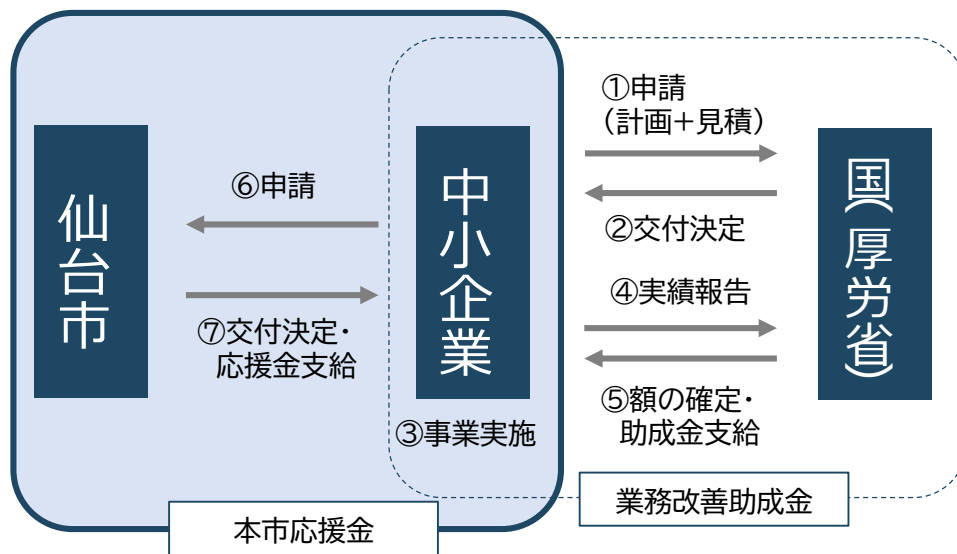 ①申請
(計画+見積)
仙台市
⑥申請
中小企業
国(厚労省)
②交付決定
④実績報告
⑦交付決定・
応援金支給
③事業実施
⑤額の確定・
助成金支給
業務改善助成金
本市応援金